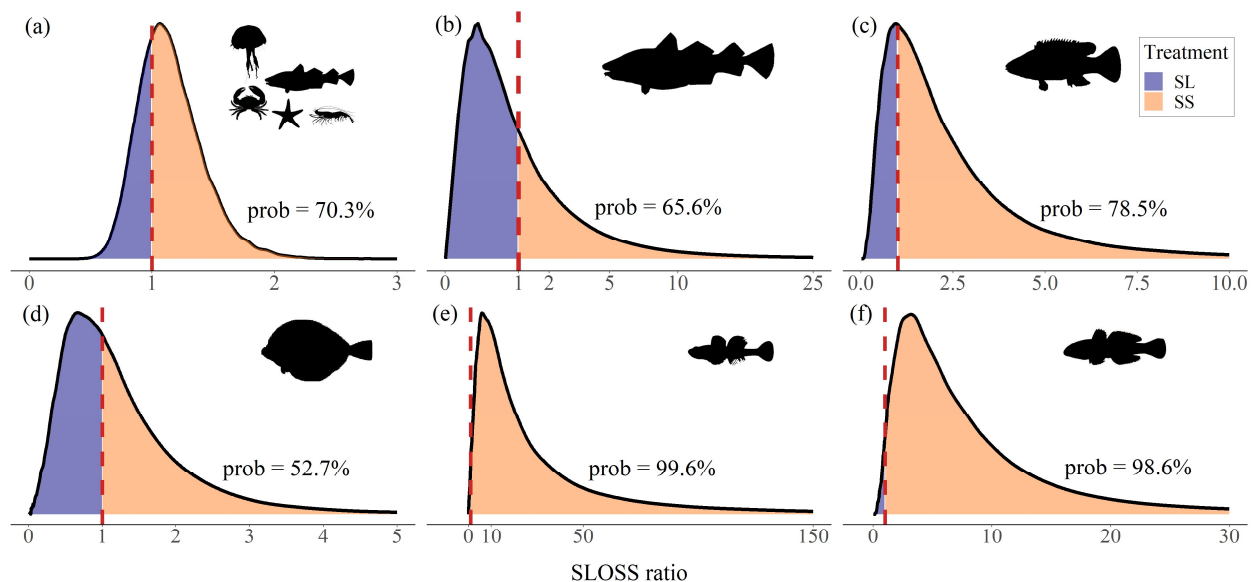 (a)
prob = 70.3%
0 1 2 3
(b)
prob = 65.6%
0 1 2 5 10 25
(c)
Treatment
SL
SS
prob = 78.5%
0.0 1 2.5 5.0 7.5 10.0
(d)
prob = 52.7%
0 1 2 3 4 5
(e)
prob = 99.6%
0 10 50 150
(f)
prob = 98.6%
0 10 20 30
SLOSS ratio